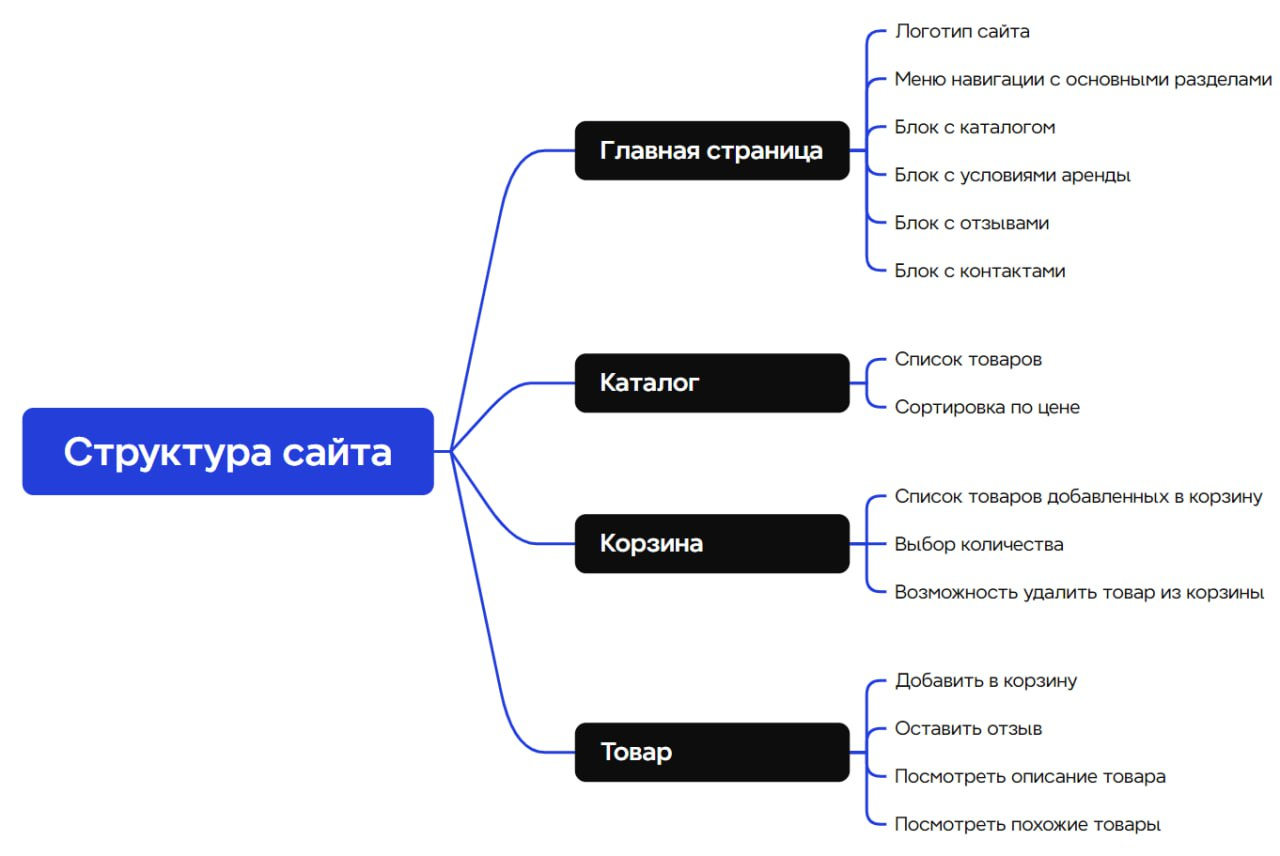 Структура сайта
Главная страница
Логотип сайта
Меню навигации с основными разделами
Блок с каталогом
Блок с условиями аренды
Блок с отзывами
Блок с контактами
Каталог
Список товаров
Сортировка по цене
Корзина
Список товаров добавленных в корзину
Выбор количества
Возможность удалить товар из корзины
Товар
Добавить в корзину
Оставить отзыв
Посмотреть описание товара
Посмотреть похожие товары